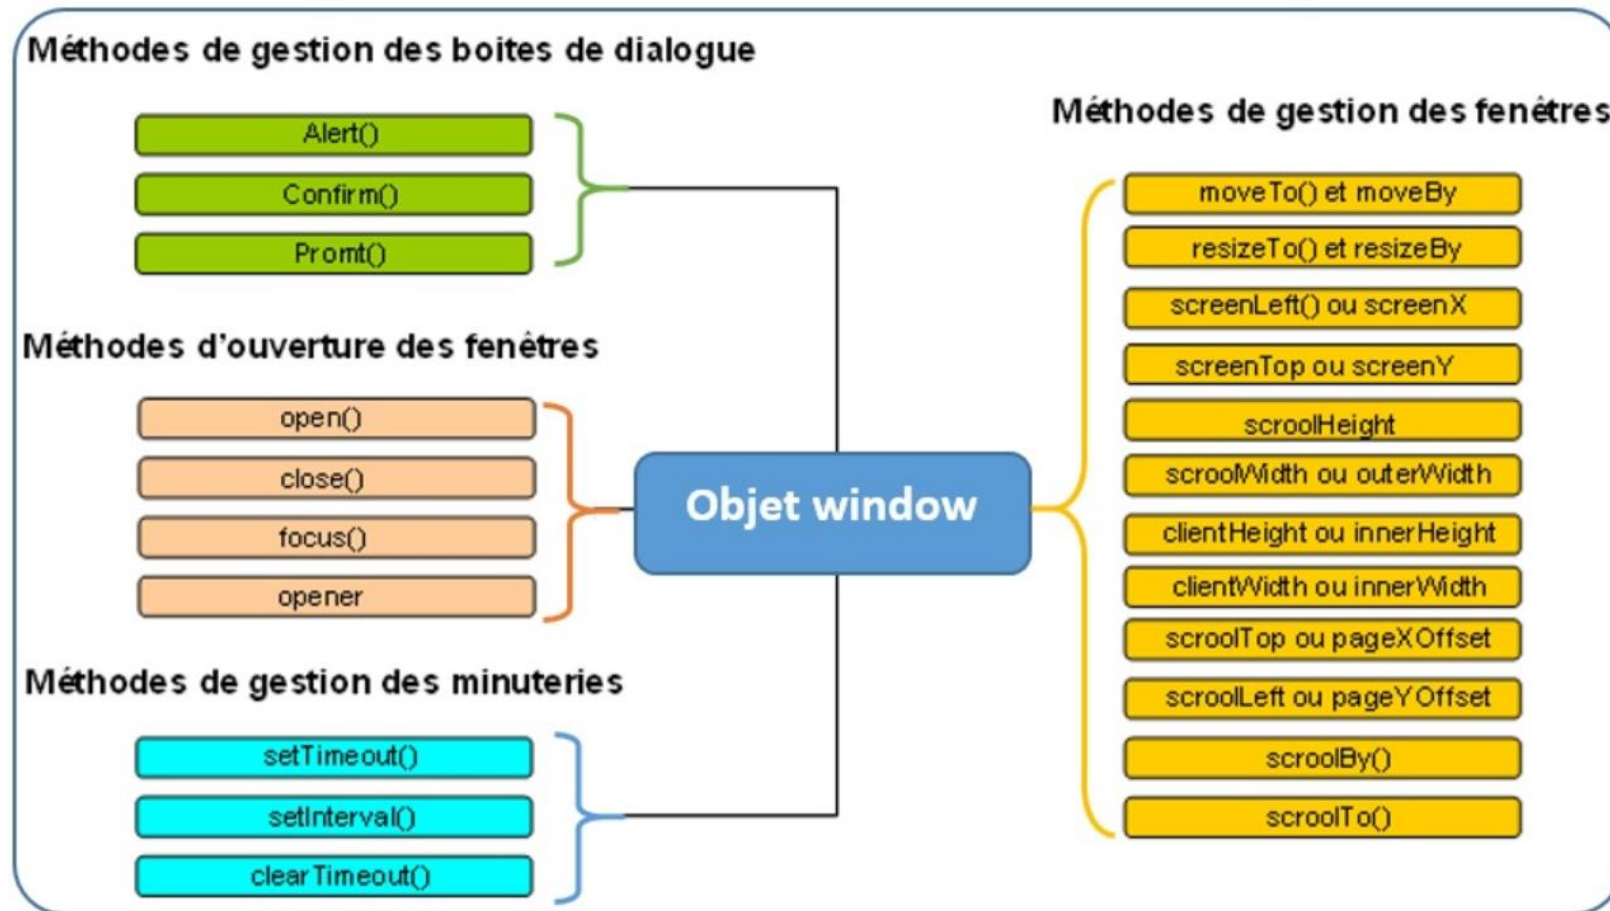 Méthodes de gestion des boites de dialogue
Alert()
Confirm()
Promt()
Méthodes d'ouverture des fenêtres
open()
close()
focus()
opener
Méthodes de gestion des minuteries
setTimeout()
setInterval()
clearTimeout()
Objet window
Méthodes de gestion des fenêtres
moveTo() et moveBy
resizeTo() et resizeBy
screenLeft() ou screenX
screenTop ou screenY
scroolHeight
scroolWidth ou outerWidth
clientHeight ou innerHeight
clientWidth ou innerWidth
scroolTop ou pageXOffset
scroolLeft ou pageYOffset
scroolBy()
scroolTo()